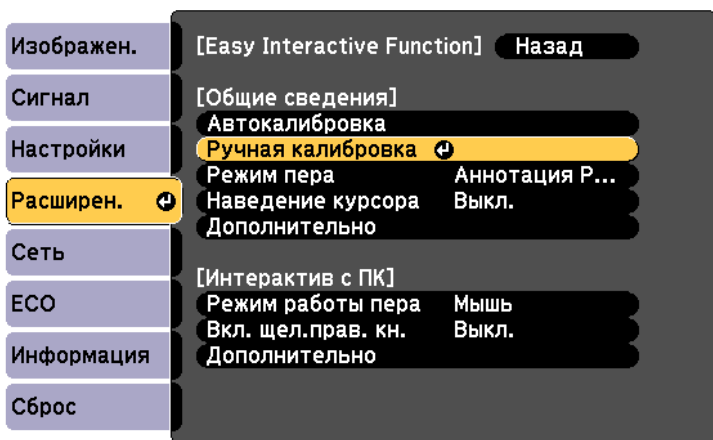 Изображен.
Сигнал
Настройки
Расширен.
Сеть
ECO
Информация
Сброс
[Easy Interactive Function] Назад
[Общие сведения]
Автокалибровка
Ручная калибровка
Режим пера Аннотация P...
Наведение курсора Выкл.
Дополнительно
[Интерактив с ПК]
Режим работы пера Мышь
Вкл. щел.прав. кн. Выкл.
Дополнительно